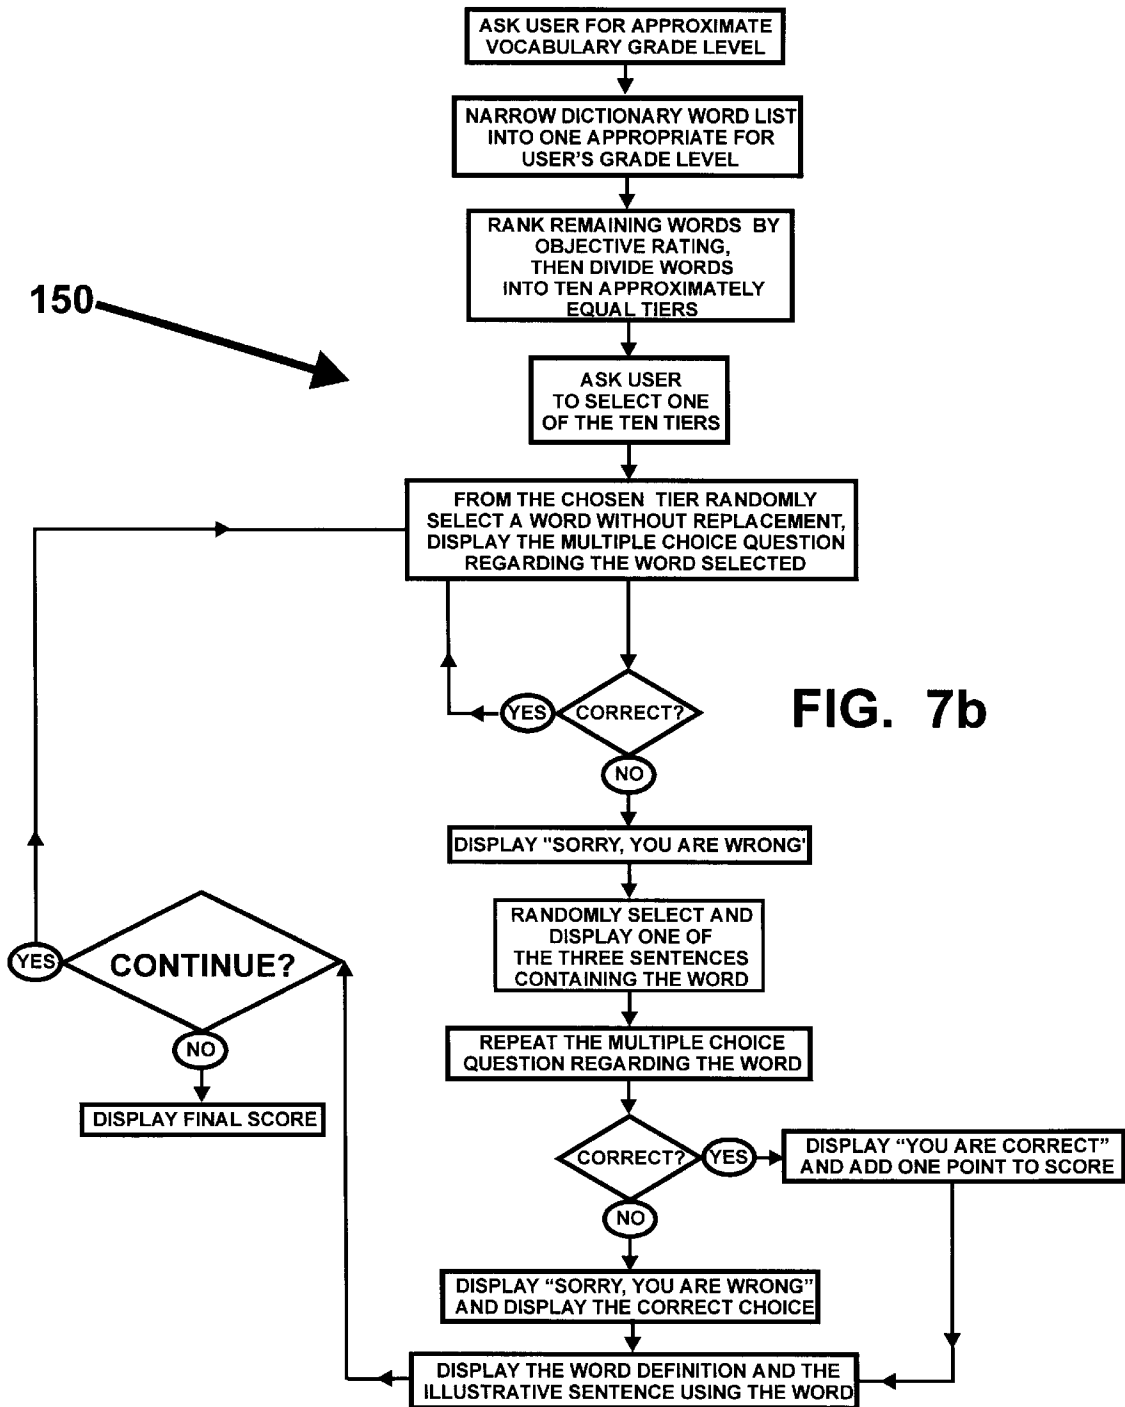 ASK USER FOR APPROXIMATE
VOCABULARY GRADE LEVEL
NARROW DICTIONARY WORD LIST
INTO ONE APPROPRIATE FOR
USER'S GRADE LEVEL
RANK REMAINING WORDS BY
OBJECTIVE RATING,
THEN DIVIDE WORDS
INTO TEN APPROXIMATELY
EQUAL TIERS
150
ASK USER
TO SELECT ONE
OF THE TEN TIERS
FROM THE CHOSEN TIER RANDOMLY
SELECT A WORD WITHOUT REPLACEMENT,
DISPLAY THE MULTIPLE CHOICE QUESTION
REGARDING THE WORD SELECTED
YES
CORRECT?
FIG. 7b
NO
DISPLAY "SORRY, YOU ARE WRONG'
RANDOMLY SELECT AND
DISPLAY ONE OF
THE THREE SENTENCES
CONTAINING THE WORD
YES
CONTINUE?
NO
DISPLAY FINAL SCORE
REPEAT THE MULTIPLE CHOICE
QUESTION REGARDING THE WORD
CORRECT?
YES
DISPLAY “YOU ARE CORRECT”
AND ADD ONE POINT TO SCORE
NO
DISPLAY “SORRY, YOU ARE WRONG”
AND DISPLAY THE CORRECT CHOICE
DISPLAY THE WORD DEFINITION AND THE
ILLUSTRATIVE SENTENCE USING THE WORD